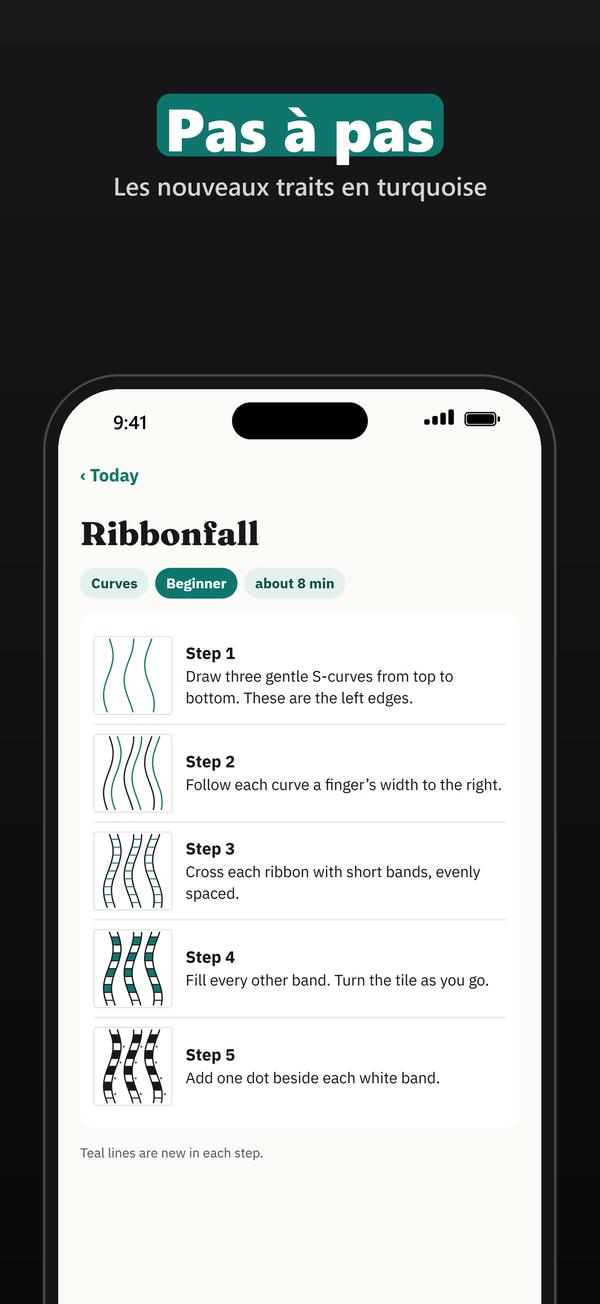 Pas à pas
Les nouveaux traits en turquoise
9:41
‹ Today
Ribbonfall
Curves
Beginner
about 8 min
Step 1
Draw three gentle S-curves from top to
bottom. These are the left edges.
Step 2
Follow each curve a finger’s width to the right.
Step 3
Cross each ribbon with short bands, evenly
spaced.
Step 4
Fill every other band. Turn the tile as you go.
Step 5
Add one dot beside each white band.
Teal lines are new in each step.